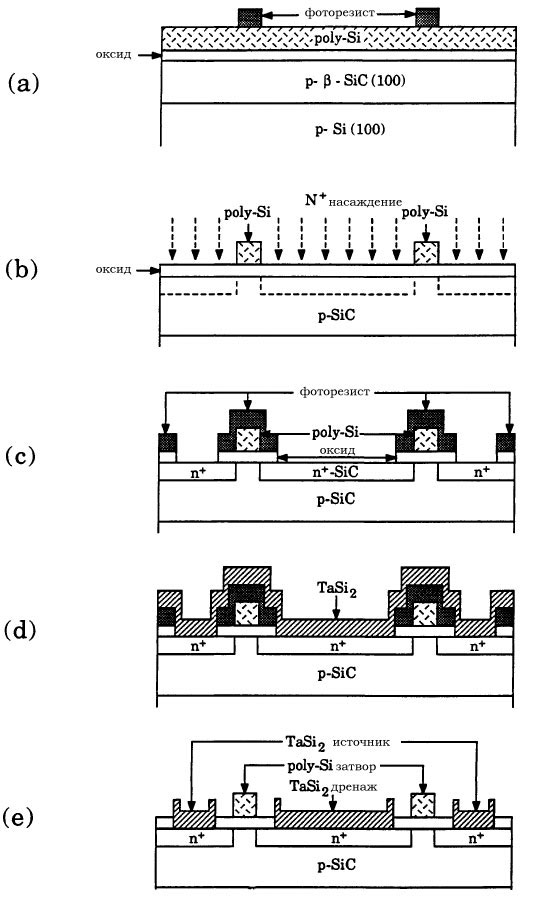 фоторезист
poly-Si
оксид
(a)
p- β - SiC (100)
p- Si (100)
N⁺ насаждение
poly-Si poly-Si
оксид
(b)
p-SiC
фоторезист
poly-Si
оксид
(c)
n⁺ n⁺-SiC n⁺
p-SiC
TaSi₂
(d)
n⁺ n⁺ n⁺
p-SiC
TaSi₂ источник
poly-Si затвор
TaSi₂ дренаж
(e)
n⁺ n⁺ n⁺
p-SiC